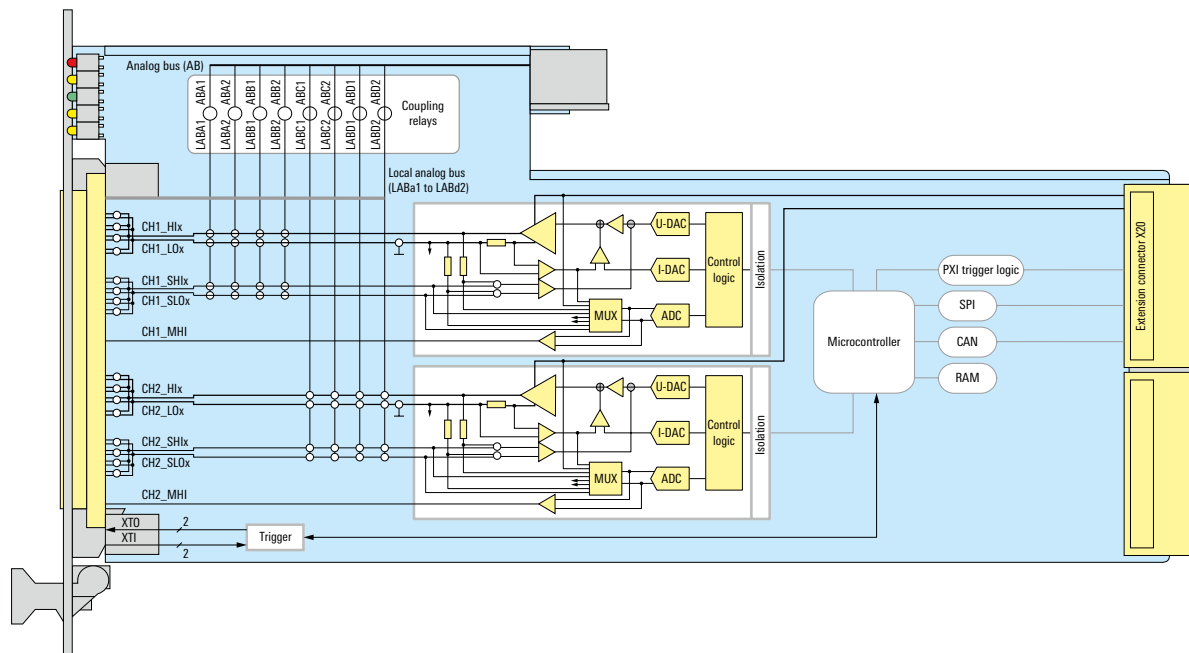 Analog bus (AB)
ABA1
ABA2
ABB1
ABB2
ABC1
ABC2
ABD1
ABD2
LABA1
LABA2
LABB1
LABB2
LABC1
LABC2
LABD1
LABD2
Coupling
relays
Local analog bus
(LABa1 to LABd2)
CH1_HIx
CH1_LOx
CH1_SHIx
CH1_SLOx
CH1_MHI
U-DAC
I-DAC
ADC
MUX
Control
logic
Isolation
CH2_HIx
CH2_LOx
CH2_SHIx
CH2_SLOx
CH2_MHI
U-DAC
I-DAC
ADC
MUX
Control
logic
Isolation
Microcontroller
PXI trigger logic
SPI
CAN
RAM
Extension connector X20
XTO
2
XTI
2
Trigger